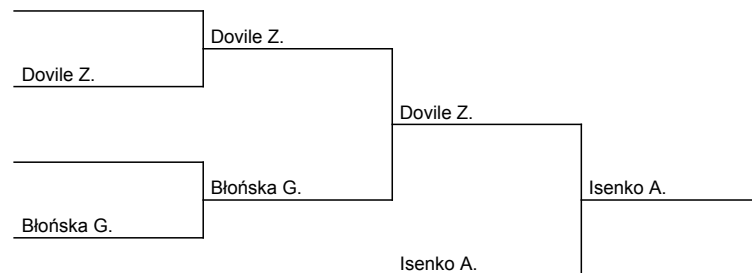 Dovile Z.
Dovile Z.
Dovile Z.
Błońska G.
Isenko A.
Błońska G.
Isenko A.